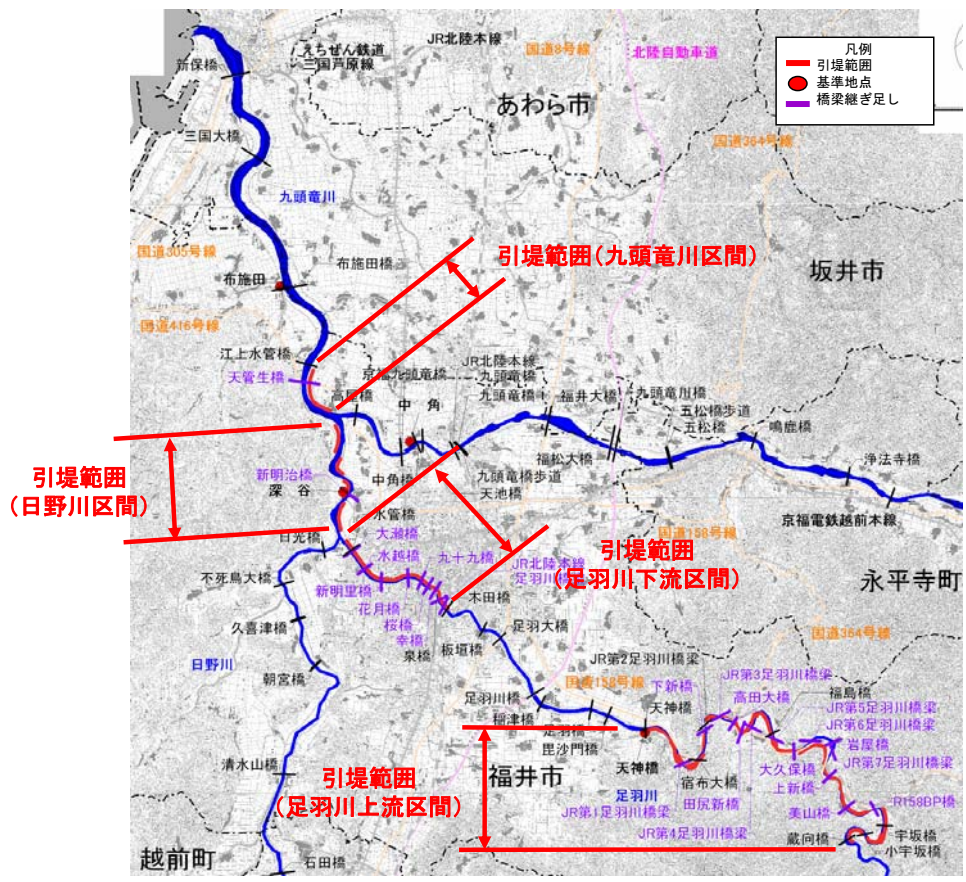 凡例
引堤範囲
基準地点
橋梁継ぎ足し
えちぜん鉄道
三国芦原線
JR北陸本線
国道8号線
北陸自動車道
新保橋
あわら市
国道364号線
三国大橋
九頭竜川
引堤範囲(九頭竜川区間)
国道305号線
布施田橋
坂井市
布施田
国道416号線
江上水管橋
天菅生橋
京福九頭竜橋
JR北陸本線
九頭竜橋
高屋橋
中角
九頭竜橋
福井大橋
九頭竜川橋
五松橋歩道
五松橋
鳴鹿橋
引堤範囲
(日野川区間)
新明治橋
深谷
中角橋
九頭竜橋歩道
天池橋
福松大橋
浄法寺橋
水管橋
京福電鉄越前本線
国道158号線
日光橋
大瀬橋
水越橋
九十九橋
JR北陸本線
足羽川橋梁
引堤範囲
(足羽川下流区間)
不死鳥大橋
新明里橋
花月橋
桜橋
幸橋
泉橋
木田橋
板垣橋
足羽大橋
永平寺町
久喜津橋
日野川
朝宮橋
国道364号線
JR第2足羽川橋梁
JR第3足羽川橋梁
国道158号線
下新橋
高田大橋
福島橋
JR第5足羽川橋梁
JR第6足羽川橋梁
足羽川橋
稲津橋
足羽橋
毘沙門橋
天神橋
岩屋橋
JR第7足羽川橋梁
清水山橋
引堤範囲
(足羽川上流区間)
福井市
天神橋
足羽川
宿布大橋
大久保橋
上新橋
JR第1足羽川橋梁
田尻新橋
美山橋
R158BP橋
JR第4足羽川橋梁
蔵向橋
宇坂橋
小宇坂橋
越前町
石田橋